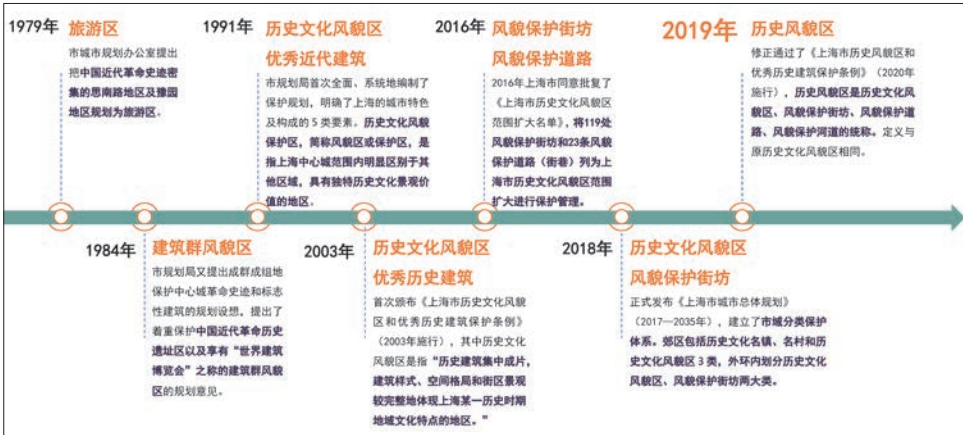 1979年 旅游区
市城市规划办公室提出
把中国近代革命史迹密
集的思南路地区及豫园
地区规划为旅游区。
1991年 历史文化风貌区
优秀近代建筑
市规划局首次全面、系统地编制了
保护规划，明确了上海的城市特色
及构成的5类要素。历史文化风貌
保护区，简称风貌区或保护区，是
指上海中心城范围内明显区别于其
他区域，具有独特历史文化景观价
值的地区。
2016年 风貌保护街坊
风貌保护道路
2016年上海市同意批复了
《上海市历史文化风貌区
范围扩大名单》，将119处
风貌保护街坊和23条风貌
保护道路（街巷）列为上
海市历史文化风貌区范围
扩大进行保护管理。
2019年 历史风貌区
修正通过了《上海市历史风貌区和
优秀历史建筑保护条例》（2020年
施行），历史风貌区是历史文化风
貌区、风貌保护街坊、风貌保护道
路、风貌保护河道的统称。定义与
原历史文化风貌区相同。
1984年 建筑群风貌区
市规划局又提出成群成组地
保护中心城革命史迹和标志
性建筑的规划设想，提出了
着重保护中国近代革命历史
遗址区以及享有“世界建筑
博览会”之称的建筑群风貌
区的规划意见。
2003年 历史文化风貌区
优秀历史建筑
首次颁布《上海市历史文化风貌
区和优秀历史建筑保护条例》
（2003年施行），其中历史文化
风貌区是指“历史建筑集中成片，
建筑样式、空间格局和街区景观
较完整地体现上海某一历史时期
地域文化特点的地区。”
2018年 历史文化风貌区
风貌保护街坊
正式发布《上海市城市总体规划》
（2017—2035年），建立了市域分类保护
体系。郊区包括历史文化名镇、名村和历
史文化风貌区3类，外环内划分历史文化
风貌区、风貌保护街坊两大类。